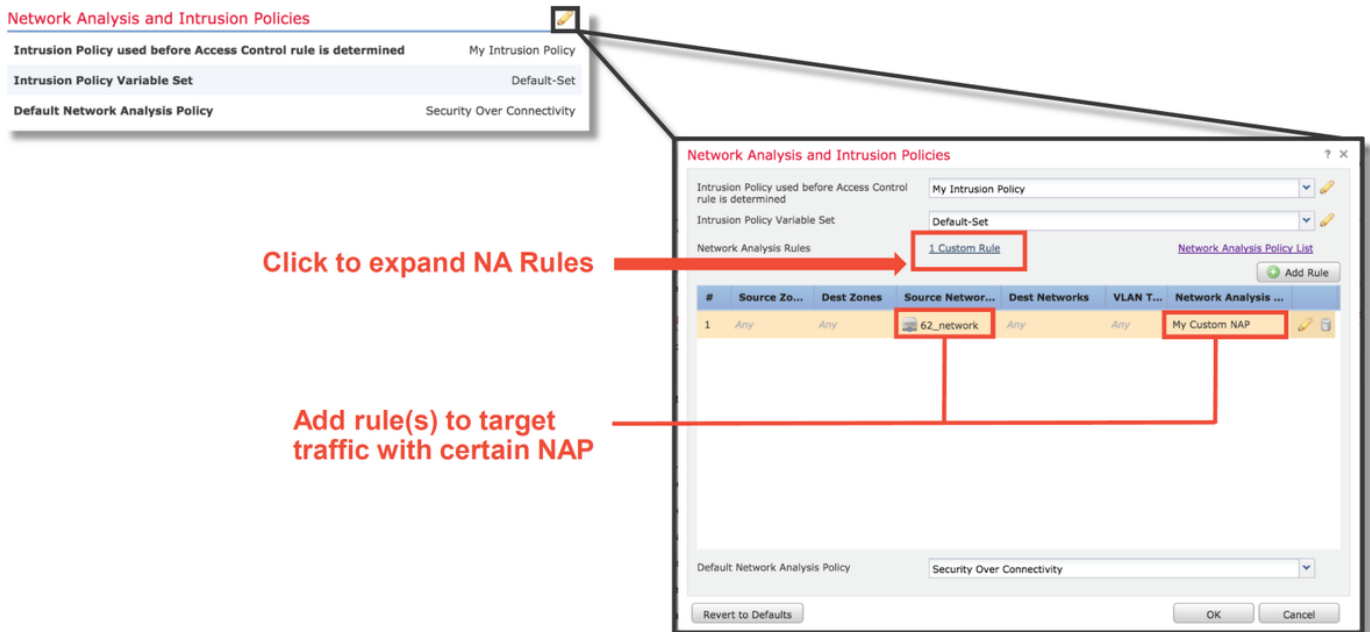 Network Analysis and Intrusion Policies
Intrusion Policy used before Access Control rule is determined My Intrusion Policy
Intrusion Policy Variable Set Default-Set
Default Network Analysis Policy Security Over Connectivity
Network Analysis and Intrusion Policies ? ×
Intrusion Policy used before Access Control
rule is determined
My Intrusion Policy
Intrusion Policy Variable Set Default-Set
Network Analysis Rules 1 Custom Rule Network Analysis Policy List
Click to expand NA Rules
Add Rule
# Source Zo... Dest Zones Source Networ... Dest Networks VLAN T... Network Analysis ...
1 Any Any 62_network Any Any My Custom NAP
Add rule(s) to target
traffic with certain NAP
Default Network Analysis Policy Security Over Connectivity
Revert to Defaults OK Cancel